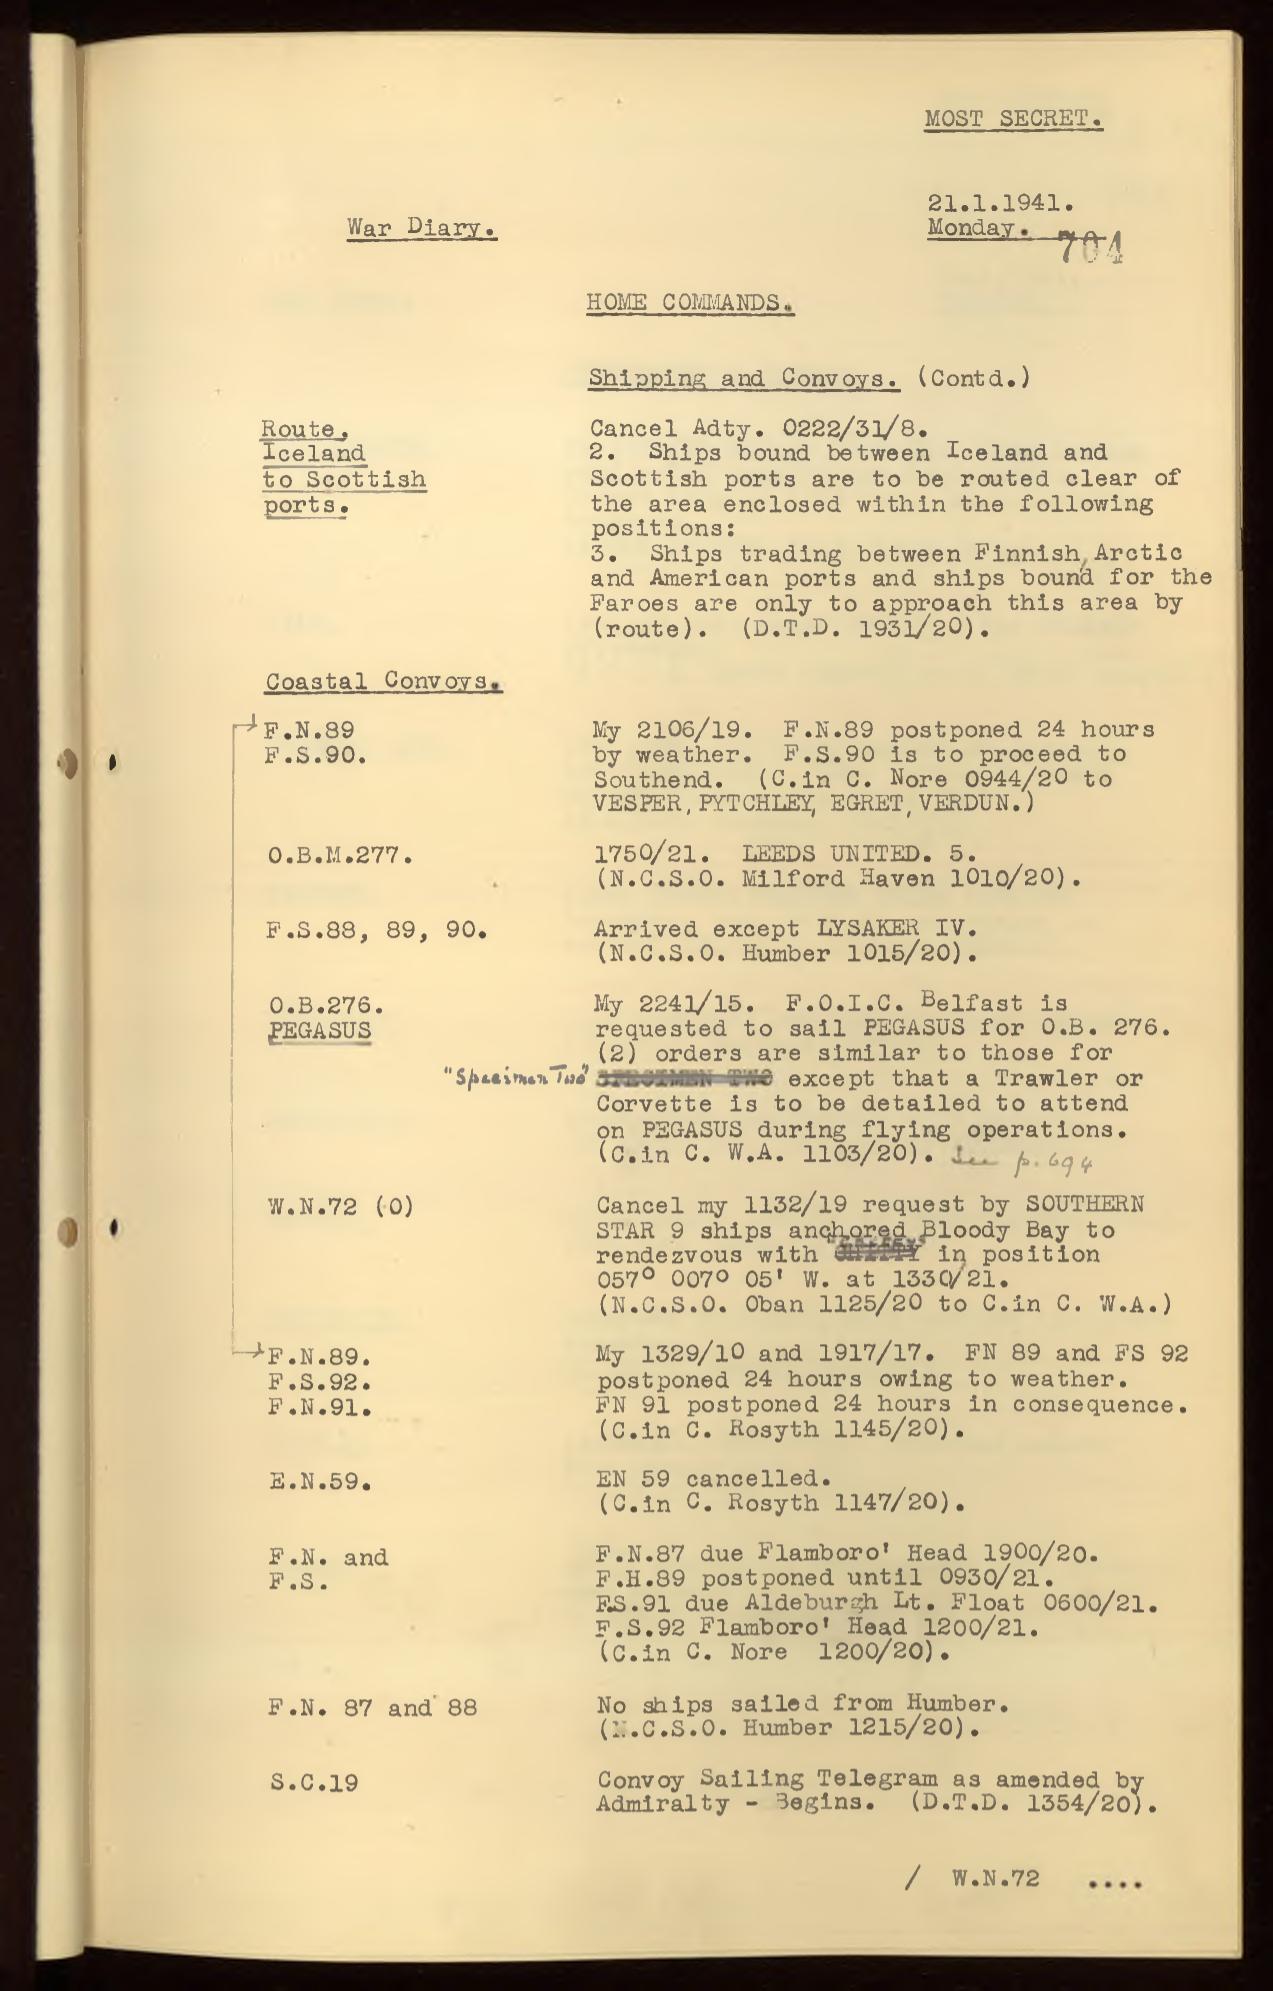 MOST SECRET.
21.1.1941.
War Diary.
Monday.
704
HOME COMMANDS.
Shipping and Convoys. (Contd.)
Route,
Iceland
to Scottish
ports.
Cancel Adty. 0222/31/8.
2. Ships bound between Iceland and
Scottish ports are to be routed clear of
the area enclosed within the following
positions:
3. Ships trading between Finnish, Arctic
and American ports and ships bound for the
Faroes are only to approach this area by
(route). (D.T.D. 1931/20).
Coastal Convoys.
F.N.89
F.S.90.
My 2106/19. F.N.89 postponed 24 hours
by weather. F.S.90 is to proceed to
Southend. (C.in C. Nore 0944/20 to
VESPER, PYTCHLEY, EGRET, VERDUN.)
O.B.M.277.
1750/21. LEEDS UNITED. 5.
(N.C.S.O. Milford Haven 1010/20).
F.S.88, 89, 90.
Arrived except LYSAKER IV.
(N.C.S.O. Humber 1015/20).
O.B.276.
PEGASUS
My 2241/15. F.O.I.C. Belfast is
requested to sail PEGASUS for O.B. 276.
(2) orders are similar to those for
"Specimen Two" SPECIMEN TWO except that a Trawler or
Corvette is to be detailed to attend
on PEGASUS during flying operations.
(C.in C. W.A. 1103/20). See p. 694
W.N.72 (O)
Cancel my 1132/19 request by SOUTHERN
STAR 9 ships anchored Bloody Bay to
rendezvous with in position
057° 007° 05' W. at 1330/21.
(N.C.S.O. Oban 1125/20 to C.in C. W.A.)
F.N.89.
F.S.92.
F.N.91.
My 1329/10 and 1917/17. FN 89 and FS 92
postponed 24 hours owing to weather.
FN 91 postponed 24 hours in consequence.
(C.in C. Rosyth 1145/20).
E.N.59.
EN 59 cancelled.
(C.in C. Rosyth 1147/20).
F.N. and
F.S.
F.N.87 due Flamboro' Head 1900/20.
F.H.89 postponed until 0930/21.
F.S.91 due Aldeburgh Lt. Float 0600/21.
F.S.92 Flamboro' Head 1200/21.
(C.in C. Nore 1200/20).
F.N. 87 and 88
No ships sailed from Humber.
(N.C.S.O. Humber 1215/20).
S.C.19
Convoy Sailing Telegram as amended by
Admiralty - Begins. (D.T.D. 1354/20).
/ W.N.72 ....